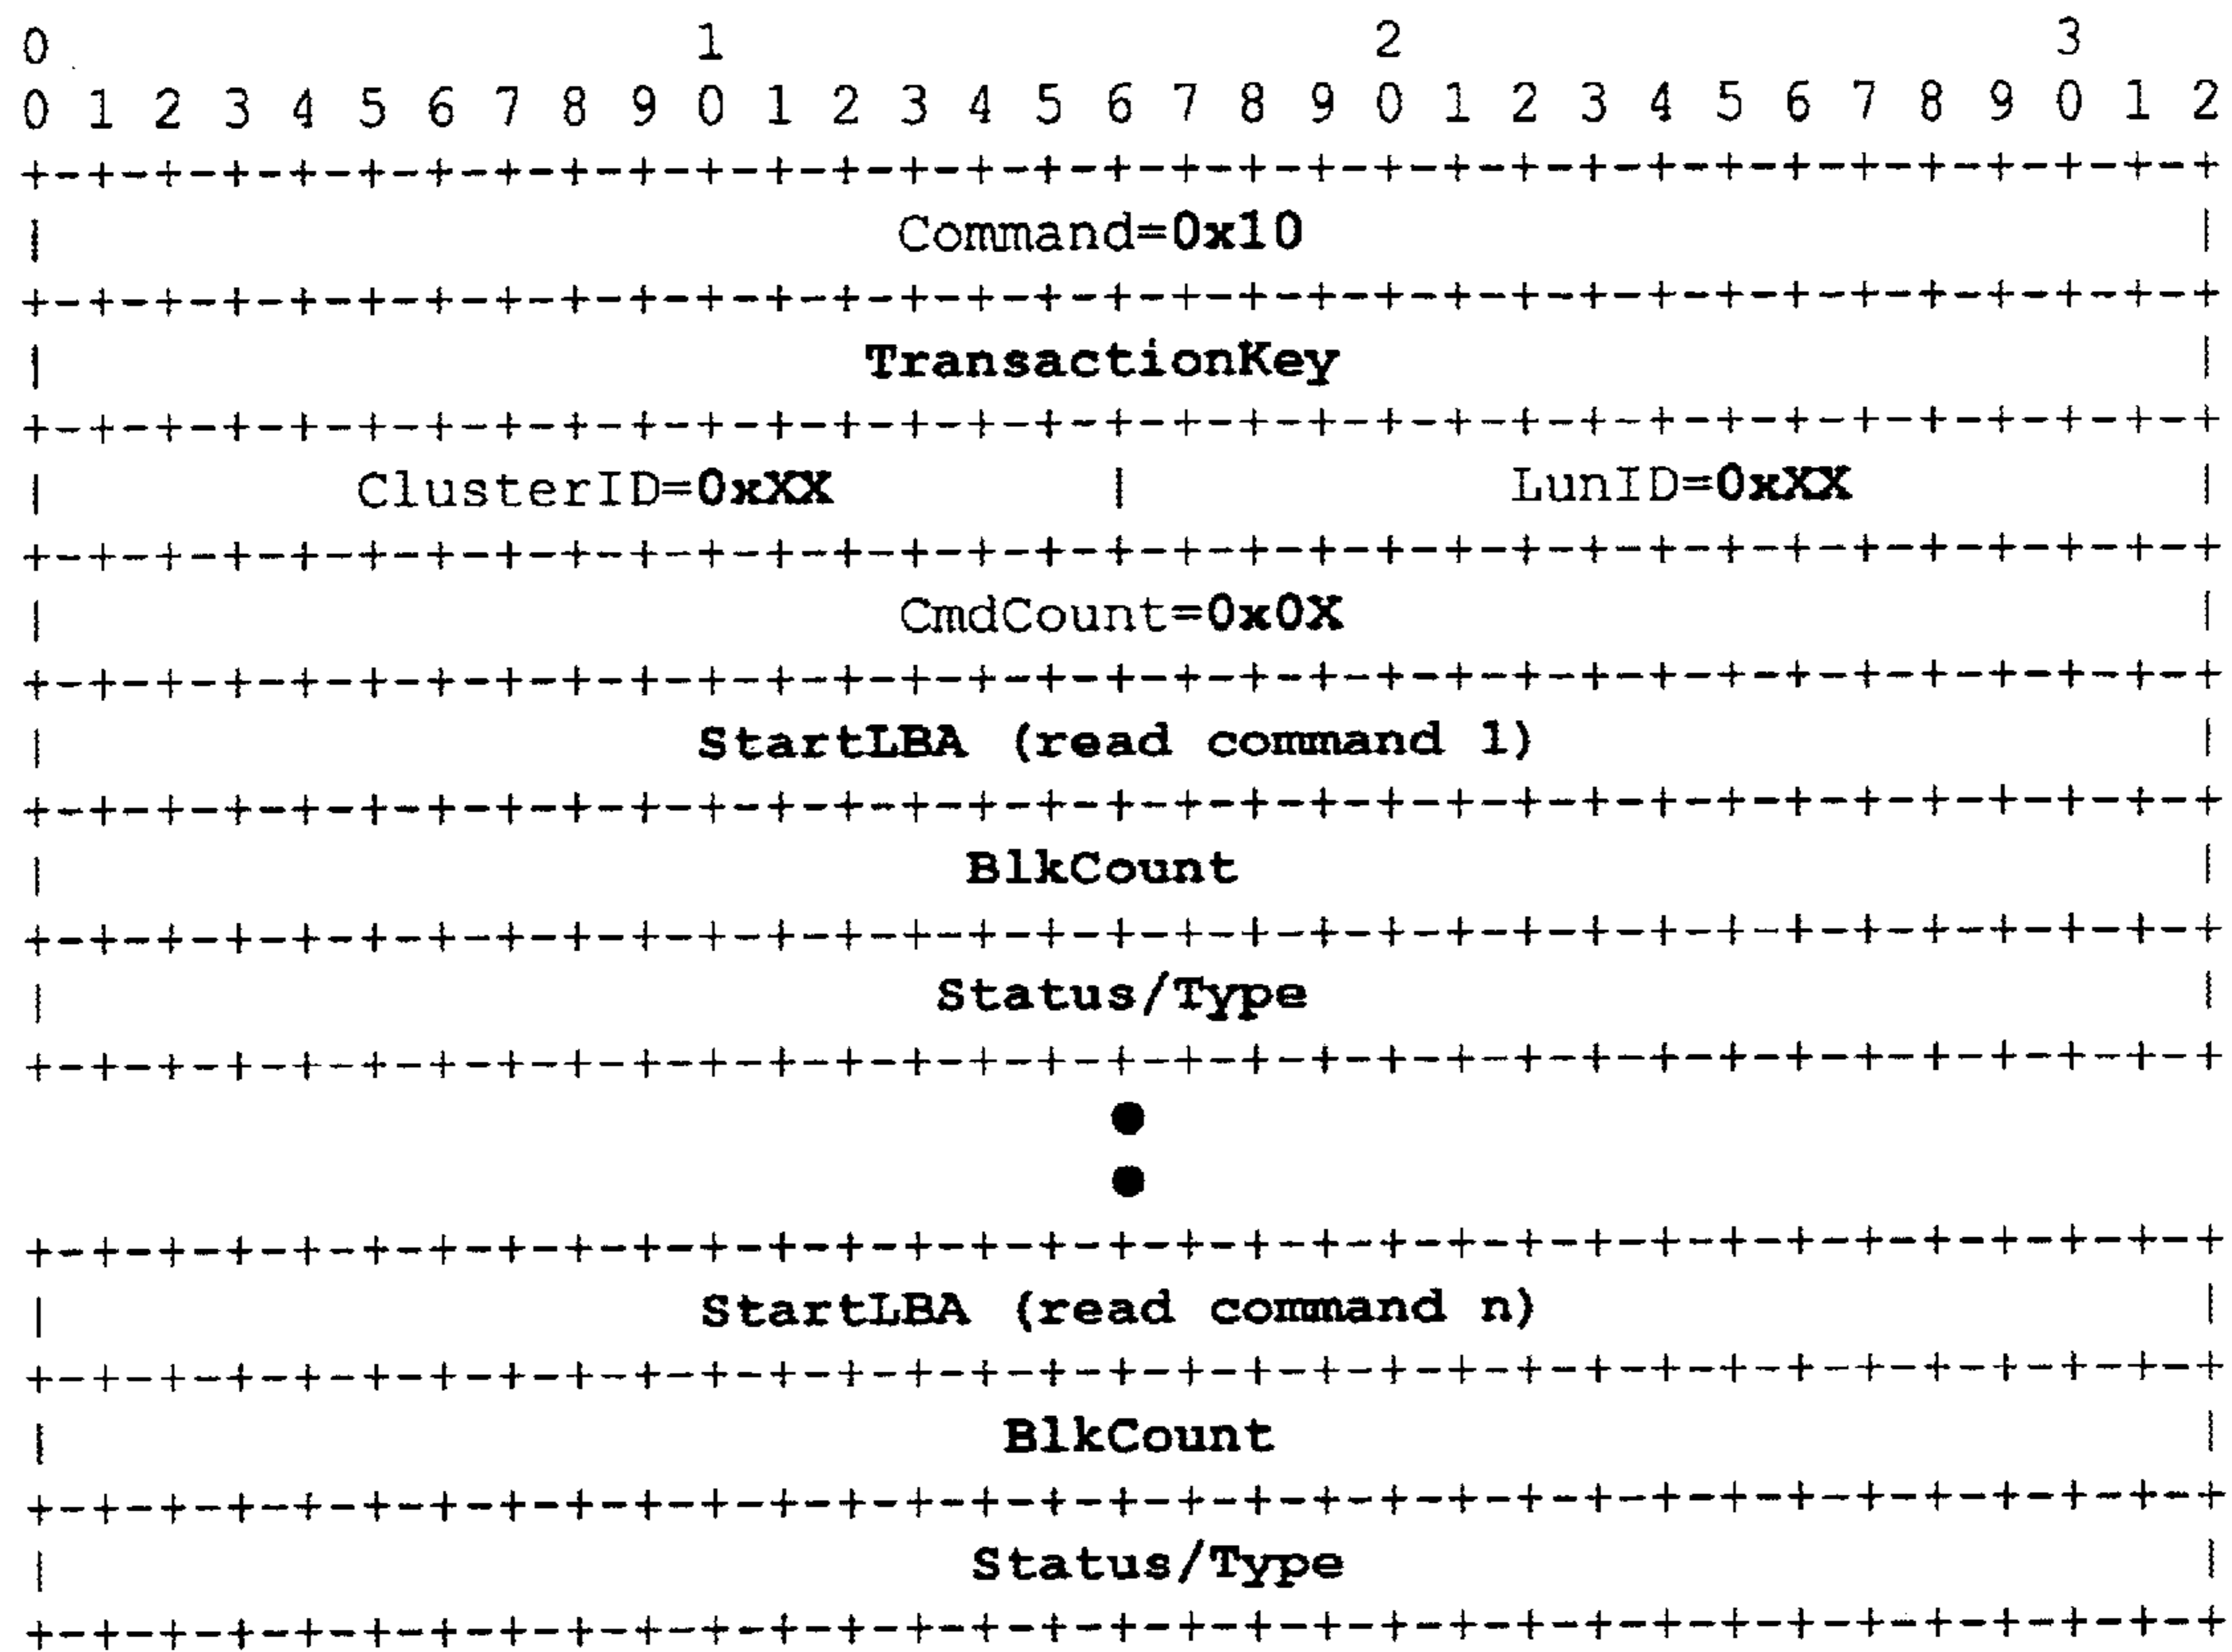 0 1 2 3
0 1 2 3 4 5 6 7 8 9 0 1 2 3 4 5 6 7 8 9 0 1 2 3 4 5 6 7 8 9 0 1 2
+-+-+-+-+-+-+-+-+-+-+-+-+-+-+-+-+-+-+-+-+-+-+-+-+-+-+-+-+-+-+-+-+
| Command=0x10 |
+-+-+-+-+-+-+-+-+-+-+-+-+-+-+-+-+-+-+-+-+-+-+-+-+-+-+-+-+-+-+-+-+
| TransactionKey |
+-+-+-+-+-+-+-+-+-+-+-+-+-+-+-+-+-+-+-+-+-+-+-+-+-+-+-+-+-+-+-+-+
| ClusterID=0xXX | LunID=0xXX |
+-+-+-+-+-+-+-+-+-+-+-+-+-+-+-+-+-+-+-+-+-+-+-+-+-+-+-+-+-+-+-+-+
| CmdCount=0x0X |
+-+-+-+-+-+-+-+-+-+-+-+-+-+-+-+-+-+-+-+-+-+-+-+-+-+-+-+-+-+-+-+-+
| StartLBA (read command 1) |
+-+-+-+-+-+-+-+-+-+-+-+-+-+-+-+-+-+-+-+-+-+-+-+-+-+-+-+-+-+-+-+-+
| BlkCount |
+-+-+-+-+-+-+-+-+-+-+-+-+-+-+-+-+-+-+-+-+-+-+-+-+-+-+-+-+-+-+-+-+
| Status/Type |
+-+-+-+-+-+-+-+-+-+-+-+-+-+-+-+-+-+-+-+-+-+-+-+-+-+-+-+-+-+-+-+-+
●
●
+-+-+-+-+-+-+-+-+-+-+-+-+-+-+-+-+-+-+-+-+-+-+-+-+-+-+-+-+-+-+-+-+
| StartLBA (read command n) |
+-+-+-+-+-+-+-+-+-+-+-+-+-+-+-+-+-+-+-+-+-+-+-+-+-+-+-+-+-+-+-+-+
| BlkCount |
+-+-+-+-+-+-+-+-+-+-+-+-+-+-+-+-+-+-+-+-+-+-+-+-+-+-+-+-+-+-+-+-+
| Status/Type |
+-+-+-+-+-+-+-+-+-+-+-+-+-+-+-+-+-+-+-+-+-+-+-+-+-+-+-+-+-+-+-+-+